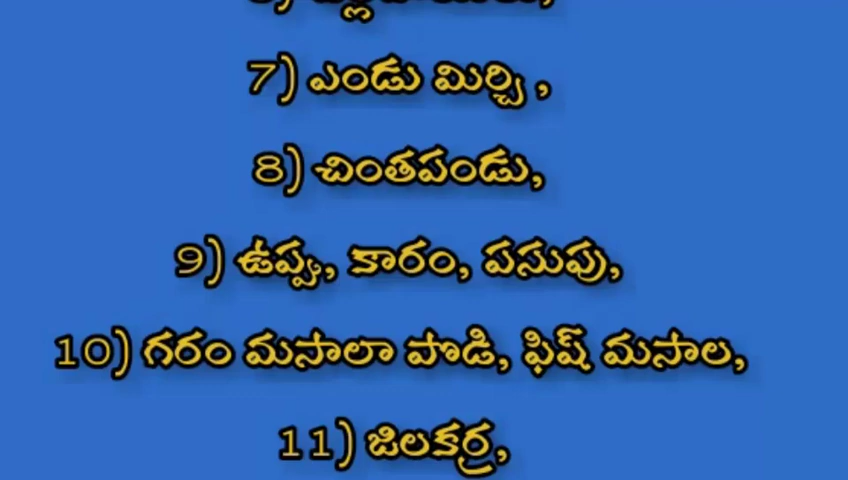 7) ఎండు మిర్చి ,
8) చింతపండు,
9) ఉప్పు, కారం, పసుపు,
10) గరం మసాలా పొడి, ఫిష్ మసాల,
11) జిలకర్ర,